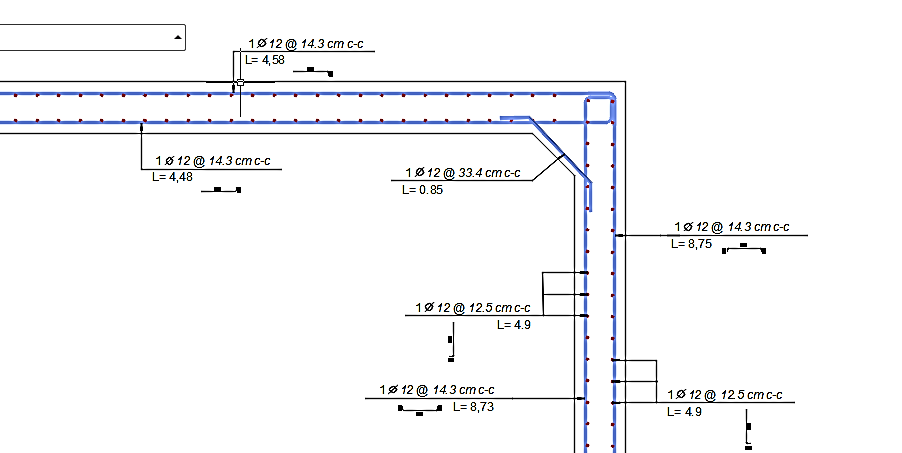 1 Ø 12 @ 14.3 cm c-c
L= 4,58
1 Ø 12 @ 14.3 cm c-c
L= 4,48
1 Ø 12 @ 33.4 cm c-c
L= 0.85
1 Ø 12 @ 14.3 cm c-c
L= 8,75
1 Ø 12 @ 12.5 cm c-c
L= 4.9
1 Ø 12 @ 14.3 cm c-c
L= 8,73
1 Ø 12 @ 12.5 cm c-c
L= 4.9